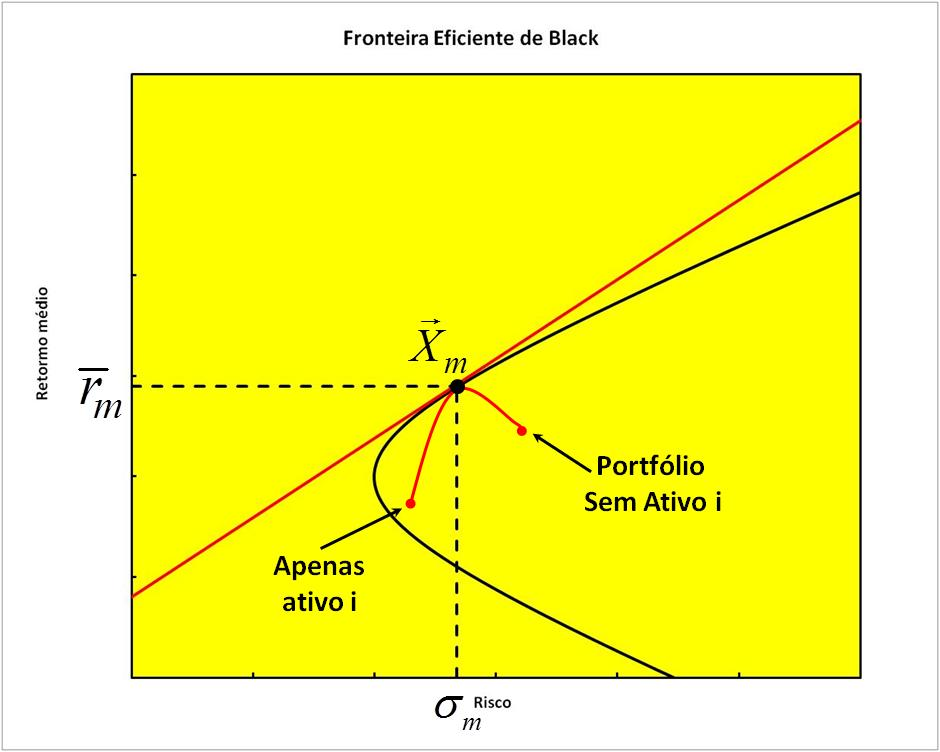 Fronteira Eficiente de Black
Retormo médio
X⃗ₘ
r̅ₘ
Portfólio
Sem Ativo i
Apenas
ativo i
σₘ
Risco